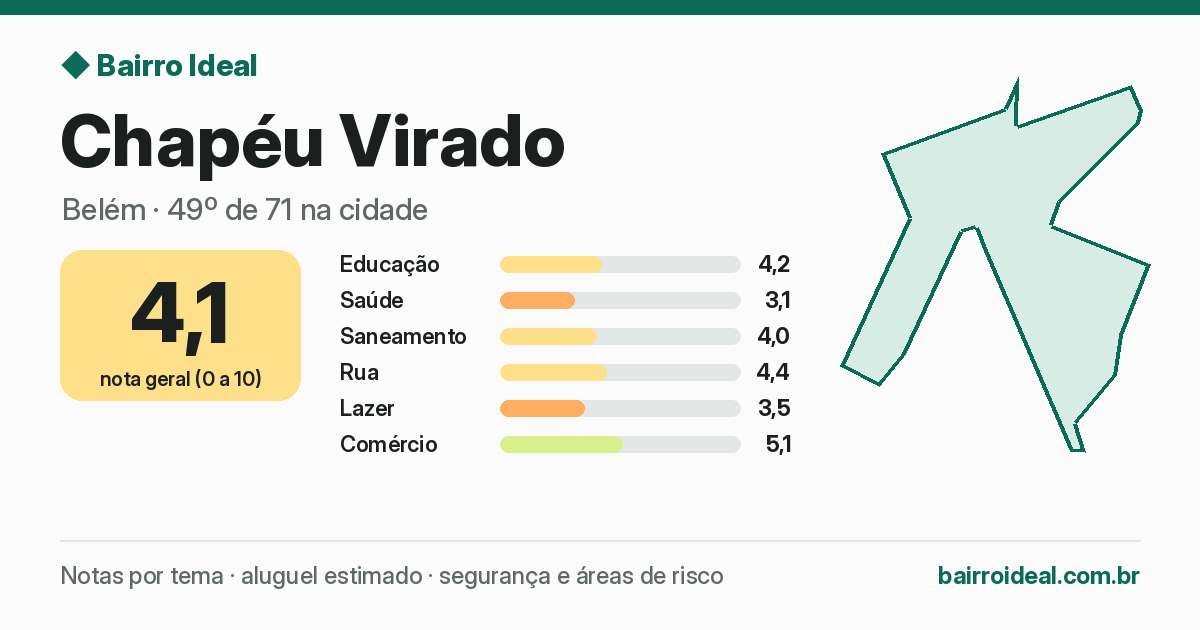 Bairro Ideal
Chapéu Virado
Belém · 49º de 71 na cidade
4,1
nota geral (0 a 10)
Educação 4,2
Saúde 3,1
Saneamento 4,0
Rua 4,4
Lazer 3,5
Comércio 5,1
Notas por tema · aluguel estimado · segurança e áreas de risco
bairroideal.com.br